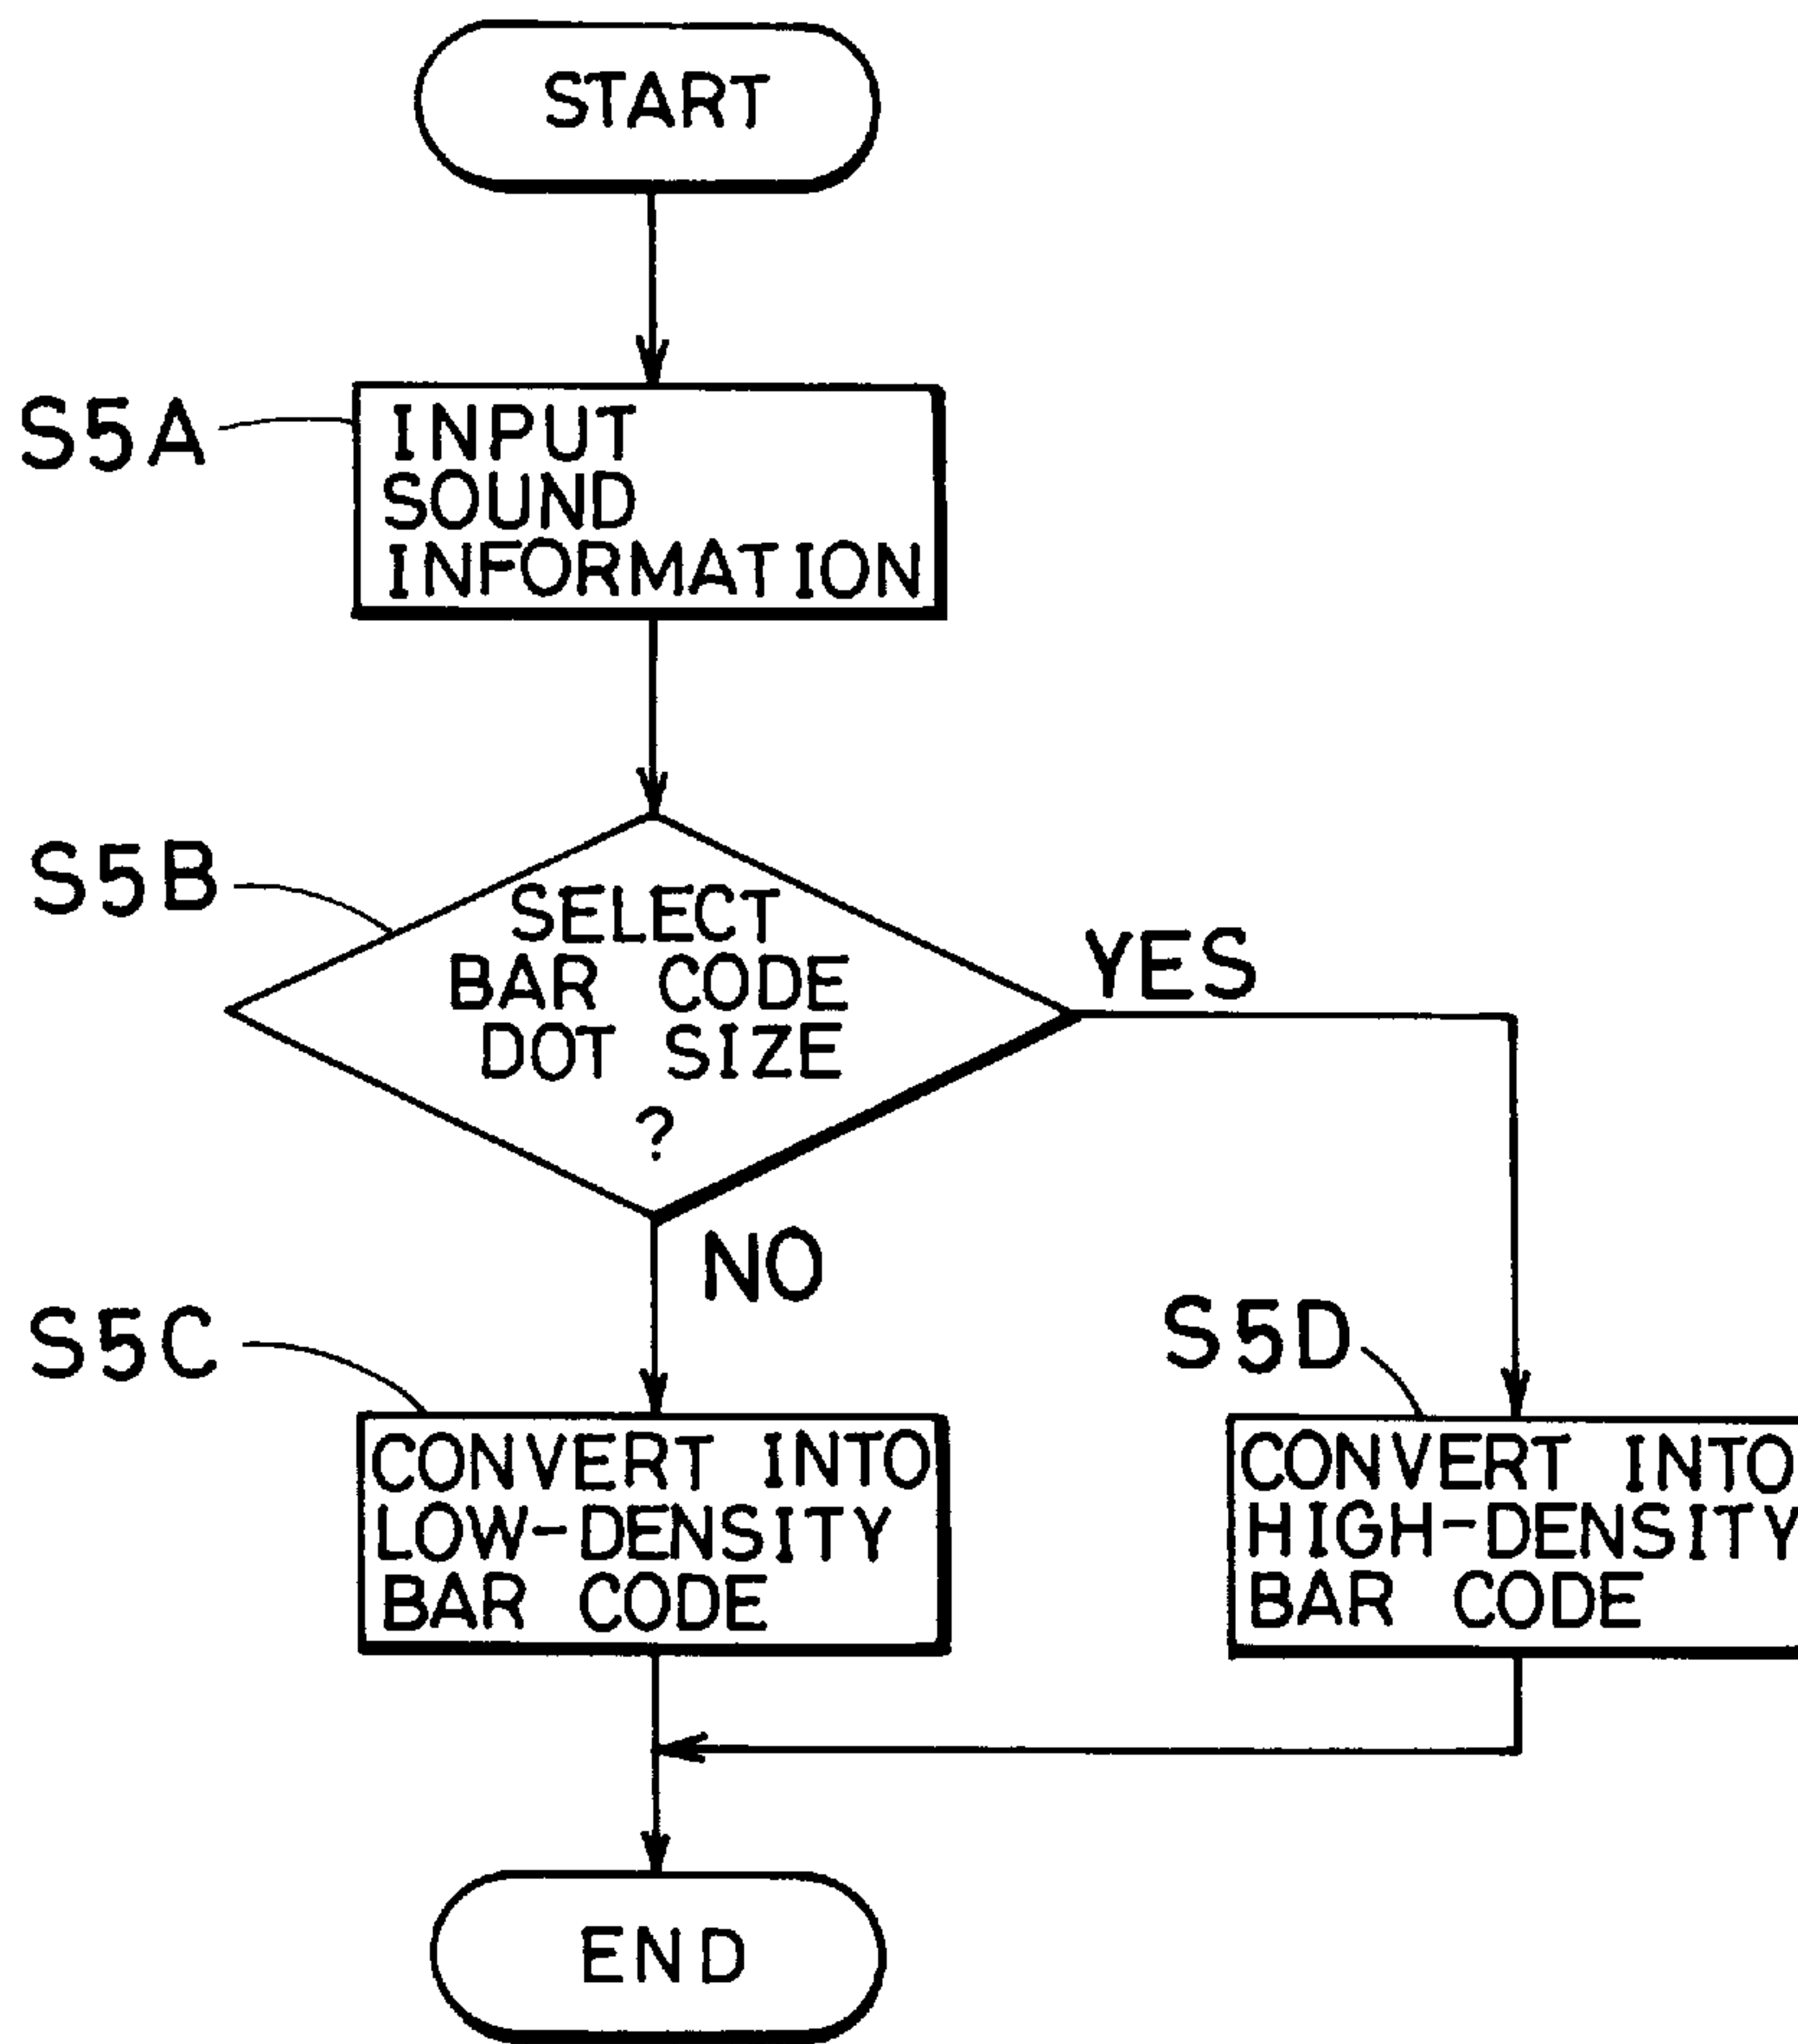 START
S5A
INPUT
SOUND
INFORMATION
S5B
SELECT
BAR CODE
DOT SIZE
?
YES
NO
S5C
CONVERT INTO
LOW-DENSITY
BAR CODE
S5D
CONVERT INTO
HIGH-DENSITY
BAR CODE
END